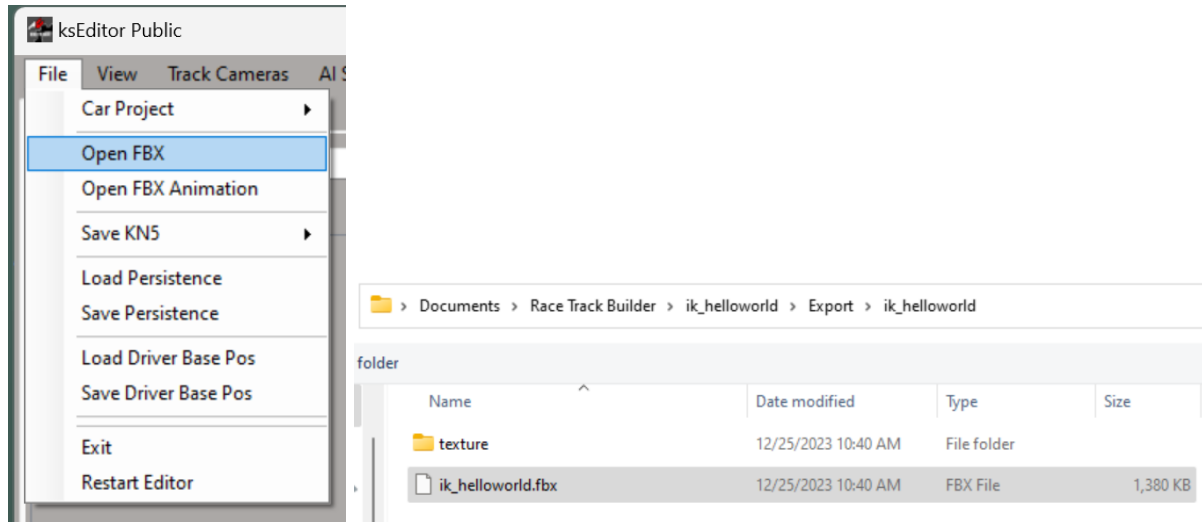 ksEditor Public
File View Track Cameras AI
Car Project
Open FBX
Open FBX Animation
Save KN5
Load Persistence
Save Persistence
Load Driver Base Pos
Save Driver Base Pos
Exit
Restart Editor
Documents > Race Track Builder > ik_helloworld > Export > ik_helloworld
folder
Name Date modified Type Size
texture 12/25/2023 10:40 AM File folder
ik_helloworld.fbx 12/25/2023 10:40 AM FBX File 1,380 KB